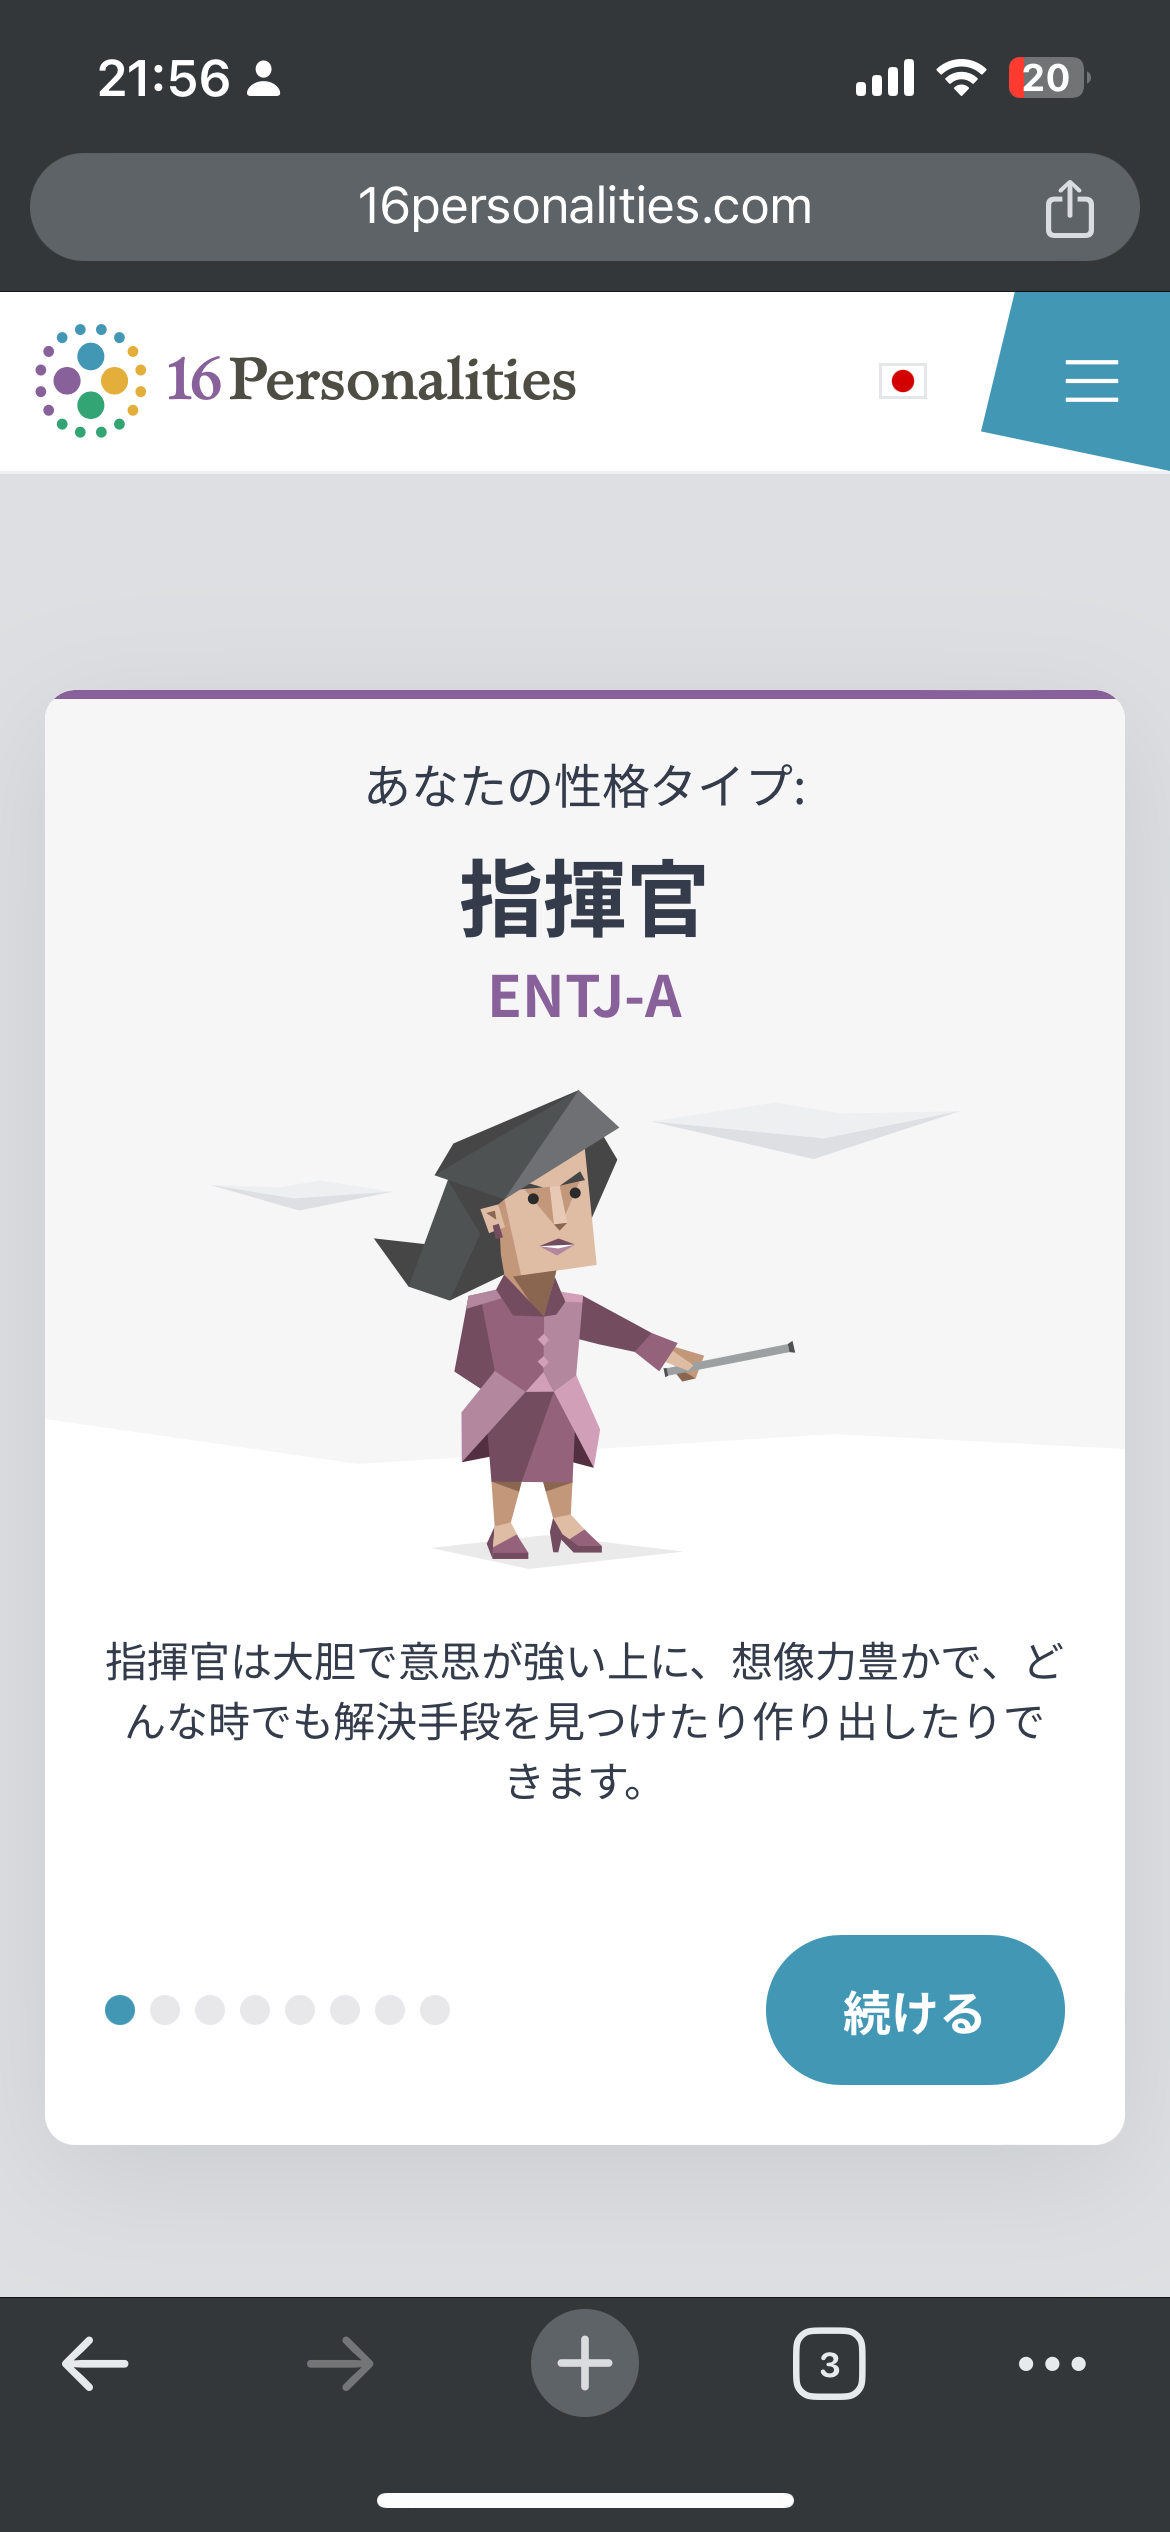 21:56
20
16personalities.com
16Personalities
あなたの性格タイプ:
指揮官
ENTJ-A
指揮官は大胆で意思が強い上に、想像力豊かで、ど
んな時でも解決手段を見つけたり作り出したりで
きます。
続ける
3